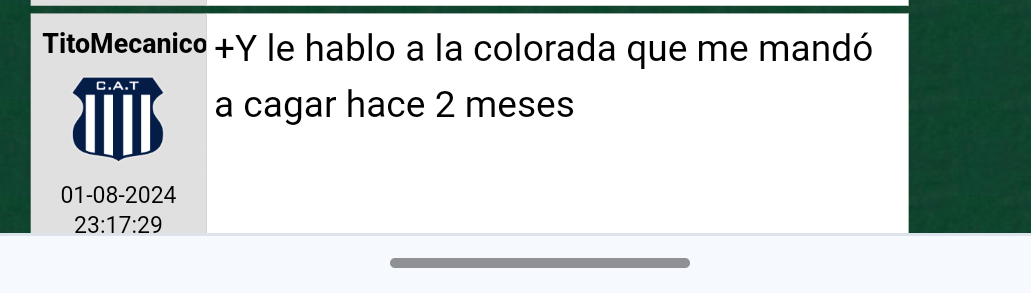 TitoMecanico
+Y le hablo a la colorada que me mandó
a cagar hace 2 meses
C.A.T
01-08-2024
23:17:29